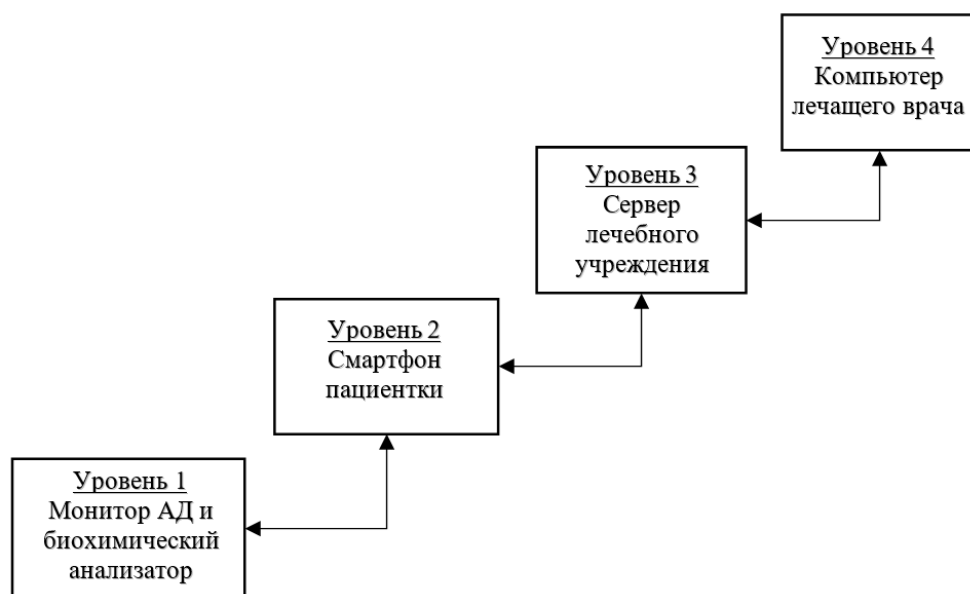 Уровень 4
Компьютер
лечащего врача
Уровень 3
Сервер
лечебного
учреждения
Уровень 2
Смартфон
пациентки
Уровень 1
Монитор АД и
биохимический
анализатор